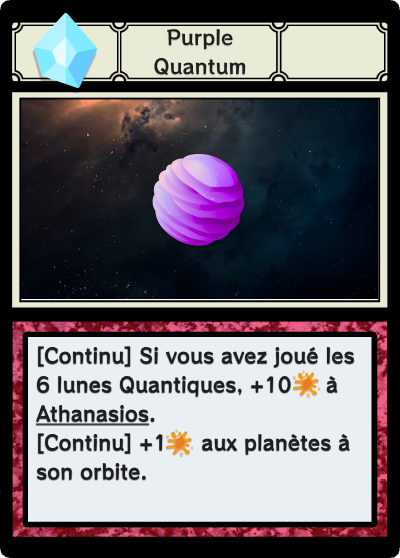 Purple
Quantum
[Continu] Si vous avez joué les
6 lunes Quantiques, +10 à
Athanasios.
[Continu] +1 aux planètes à
son orbite.